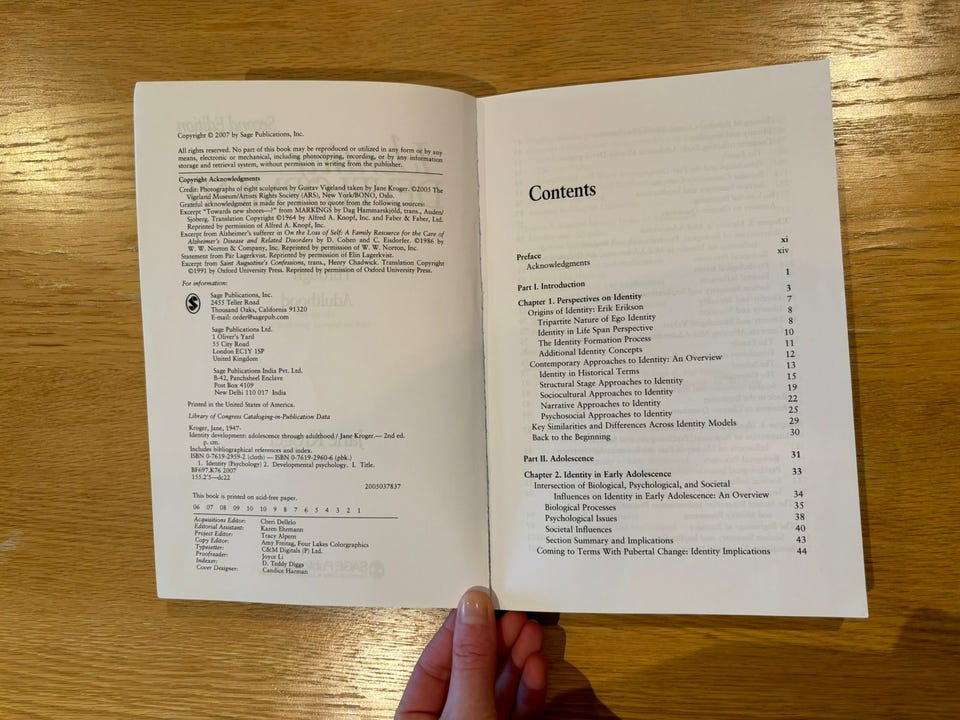 Copyright © 2007 by Sage Publications, Inc.
All rights reserved. No part of this book may be reproduced or utilized in any form or by any
means, electronic or mechanical, including photocopying, recording, or by any information
storage and retrieval system, without permission in writing from the publisher.
Copyright Acknowledgments
Credit: Photographs of eight sculptures by Gustav Vigeland taken by Jane Kroger. ©2005 The
Vigeland Museum/Artists Rights Society (ARS), New York/BONO, Oslo.
Grateful acknowledgment is made for permission to quote from the following sources:
Excerpt "Towards new shores—?" from MARKINGS by Dag Hammarskjöld, trans., Auden/
Sjoberg. Translation Copyright ©1964 by Alfred A. Knopf, Inc. and Faber & Faber, Ltd.
Reprinted by permission of Alfred A. Knopf, Inc.
Excerpt from Alzheimer's sufferer in On the Loss of Self: A Family Resource for the Care of
Alzheimer's Disease and Related Disorders by D. Cohen and C. Eisdorfer. ©1986 by
W. W. Norton & Company, Inc. Reprinted by permission of W. W. Norton, Inc.
Statement from Pär Lagerkvist. Reprinted by permission of Elin Lagerkvist.
Excerpt from Saint Augustine's Confessions, trans., Henry Chadwick. Translation Copyright
©1991 by Oxford University Press. Reprinted by permission of Oxford University Press.
For information:
Sage Publications, Inc.
2455 Teller Road
Thousand Oaks, California 91320
E-mail: order@sagepub.com
Sage Publications Ltd.
1 Oliver's Yard
55 City Road
London EC1Y 1SP
United Kingdom
Sage Publications India Pvt. Ltd.
B-42, Panchsheel Enclave
Post Box 4109
New Delhi 110 017 India
Printed in the United States of America.
Library of Congress Cataloging-in-Publication Data
Kroger, Jane, 1947-
Identity development: adolescence through adulthood / Jane Kroger.— 2nd ed.
p. cm.
Includes bibliographical references and index.
ISBN 0-7619-2959-2 (cloth) — ISBN 0-7619-2960-6 (pbk.)
1. Identity (Psychology) 2. Developmental psychology. I. Title.
BF697.K76 2007
155.2'5—dc22
2005037837
This book is printed on acid-free paper.
06 07 08 09 10 10 9 8 7 6 5 4 3 2 1
Acquisitions Editor: Cheri Dellelo
Editorial Assistant: Karen Ehrmann
Project Editor: Tracy Alpern
Copy Editor: Amy Freitag, Four Lakes Colorgraphics
Typesetter: C&M Digitals (P) Ltd.
Proofreader: Joyce Li
Indexer: D. Teddy Diggs
Cover Designer: Candice Harman
Contents
Preface xi
Acknowledgments xiv
Part I. Introduction 1
Chapter 1. Perspectives on Identity 3
Origins of Identity: Erik Erikson 7
Tripartite Nature of Ego Identity 8
Identity in Life Span Perspective 8
The Identity Formation Process 10
Additional Identity Concepts 11
Contemporary Approaches to Identity: An Overview 12
Identity in Historical Terms 13
Structural Stage Approaches to Identity 15
Sociocultural Approaches to Identity 19
Narrative Approaches to Identity 22
Psychosocial Approaches to Identity 25
Key Similarities and Differences Across Identity Models 29
Back to the Beginning 30
Part II. Adolescence 31
Chapter 2. Identity in Early Adolescence 33
Intersection of Biological, Psychological, and Societal
Influences on Identity in Early Adolescence: An Overview 34
Biological Processes 35
Psychological Issues 38
Societal Influences 40
Section Summary and Implications 43
Coming to Terms With Pubertal Change: Identity Implications 44